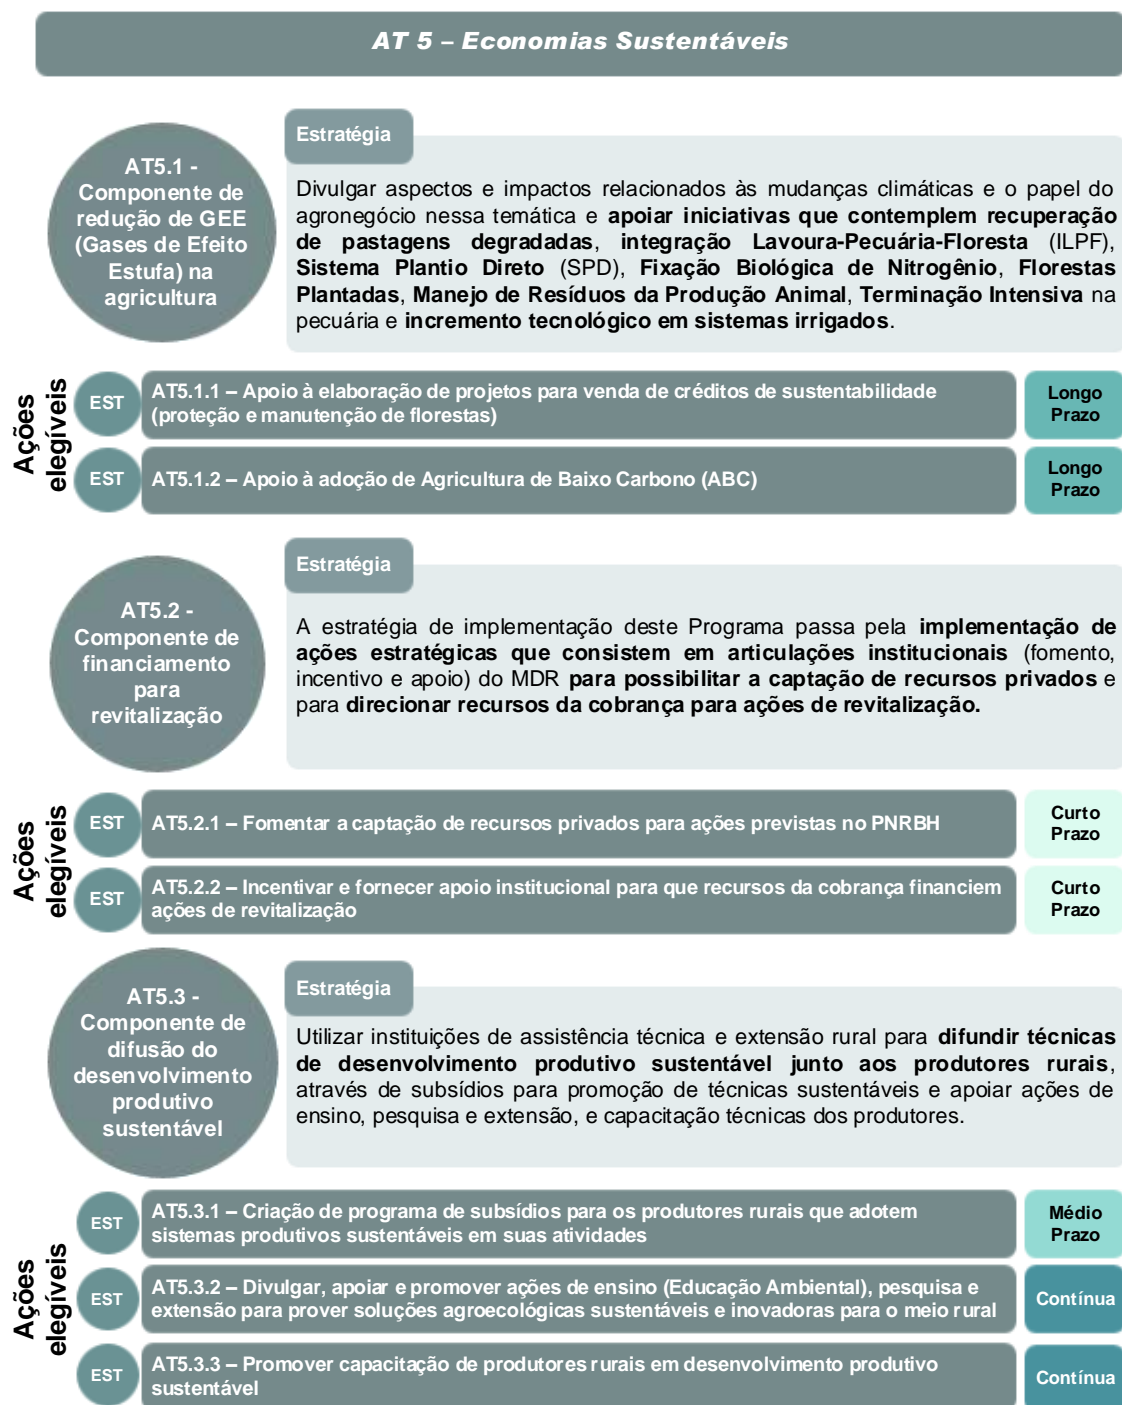 AT 5 – Economias Sustentáveis
AT5.1 -
Componente de
redução de GEE
(Gases de Efeito
Estufa) na
agricultura
Estratégia
Divulgar aspectos e impactos relacionados às mudanças climáticas e o papel do
agronegócio nessa temática e apoiar iniciativas que contemplem recuperação
de pastagens degradadas, integração Lavoura-Pecuária-Floresta (ILPF),
Sistema Plantio Direto (SPD), Fixação Biológica de Nitrogênio, Florestas
Plantadas, Manejo de Resíduos da Produção Animal, Terminação Intensiva na
pecuária e incremento tecnológico em sistemas irrigados.
Ações
elegíveis
EST
AT5.1.1 – Apoio à elaboração de projetos para venda de créditos de sustentabilidade
(proteção e manutenção de florestas)
Longo
Prazo
EST
AT5.1.2 – Apoio à adoção de Agricultura de Baixo Carbono (ABC)
Longo
Prazo
AT5.2 -
Componente de
financiamento
para
revitalização
Estratégia
A estratégia de implementação deste Programa passa pela implementação de
ações estratégicas que consistem em articulações institucionais (fomento,
incentivo e apoio) do MDR para possibilitar a captação de recursos privados e
para direcionar recursos da cobrança para ações de revitalização.
Ações
elegíveis
EST
AT5.2.1 – Fomentar a captação de recursos privados para ações previstas no PNRBH
Curto
Prazo
EST
AT5.2.2 – Incentivar e fornecer apoio institucional para que recursos da cobrança financiem
ações de revitalização
Curto
Prazo
AT5.3 -
Componente de
difusão do
desenvolvimento
produtivo
sustentável
Estratégia
Utilizar instituições de assistência técnica e extensão rural para difundir técnicas
de desenvolvimento produtivo sustentável junto aos produtores rurais,
através de subsídios para promoção de técnicas sustentáveis e apoiar ações de
ensino, pesquisa e extensão, e capacitação técnicas dos produtores.
Ações
elegíveis
EST
AT5.3.1 – Criação de programa de subsídios para os produtores rurais que adotem
sistemas produtivos sustentáveis em suas atividades
Médio
Prazo
EST
AT5.3.2 – Divulgar, apoiar e promover ações de ensino (Educação Ambiental), pesquisa e
extensão para prover soluções agroecológicas sustentáveis e inovadoras para o meio rural
Contínua
EST
AT5.3.3 – Promover capacitação de produtores rurais em desenvolvimento produtivo
sustentável
Contínua